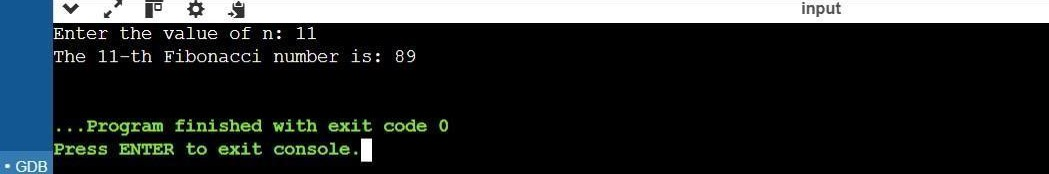 input
Enter the value of n: 11
The 11-th Fibonacci number is: 89
...Program finished with exit code 0
Press ENTER to exit console.
• GDB